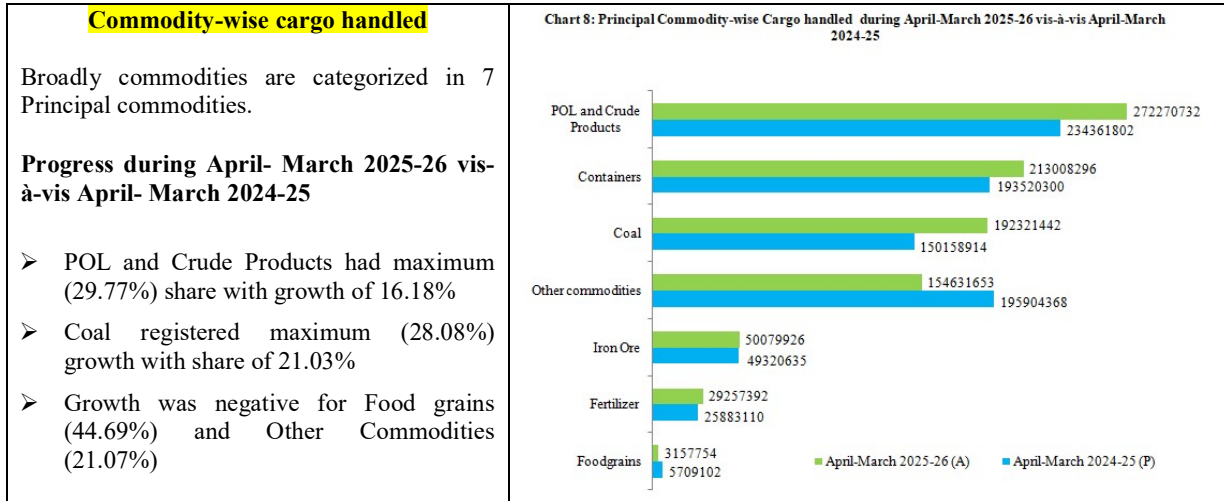 Commodity-wise cargo handled
Broadly commodities are categorized in 7
Principal commodities.
Progress during April- March 2025-26 vis-
à-vis April- March 2024-25
➢ POL and Crude Products had maximum
(29.77%) share with growth of 16.18%
➢ Coal registered maximum (28.08%)
growth with share of 21.03%
➢ Growth was negative for Food grains
(44.69%) and Other Commodities
(21.07%)
Chart 8: Principal Commodity-wise Cargo handled during April-March 2025-26 vis-à-vis April-March
2024-25
POL and Crude
Products
272270732
234361802
Containers
213008296
193520300
Coal
192321442
150158914
Other commodities
154631653
195904368
Iron Ore
50079926
49320635
Fertilizer
29257392
25883110
Foodgrains
3157754
5709102
April-March 2025-26 (A)
April-March 2024-25 (P)